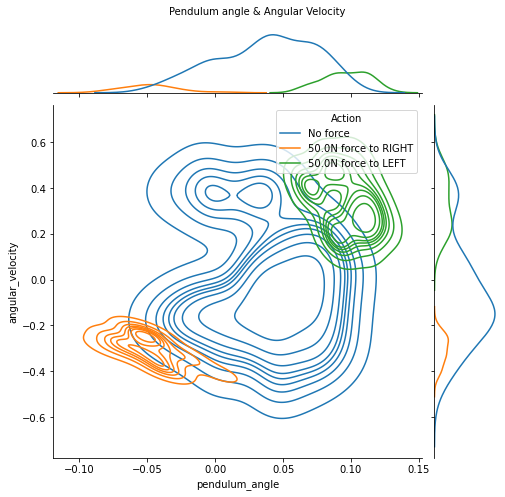 Pendulum angle & Angular Velocity
Action
No force
50.0N force to RIGHT
50.0N force to LEFT
angular_velocity
0.6
0.4
0.2
0.0
−0.2
−0.4
−0.6
−0.10
−0.05
0.00
0.05
0.10
0.15
pendulum_angle